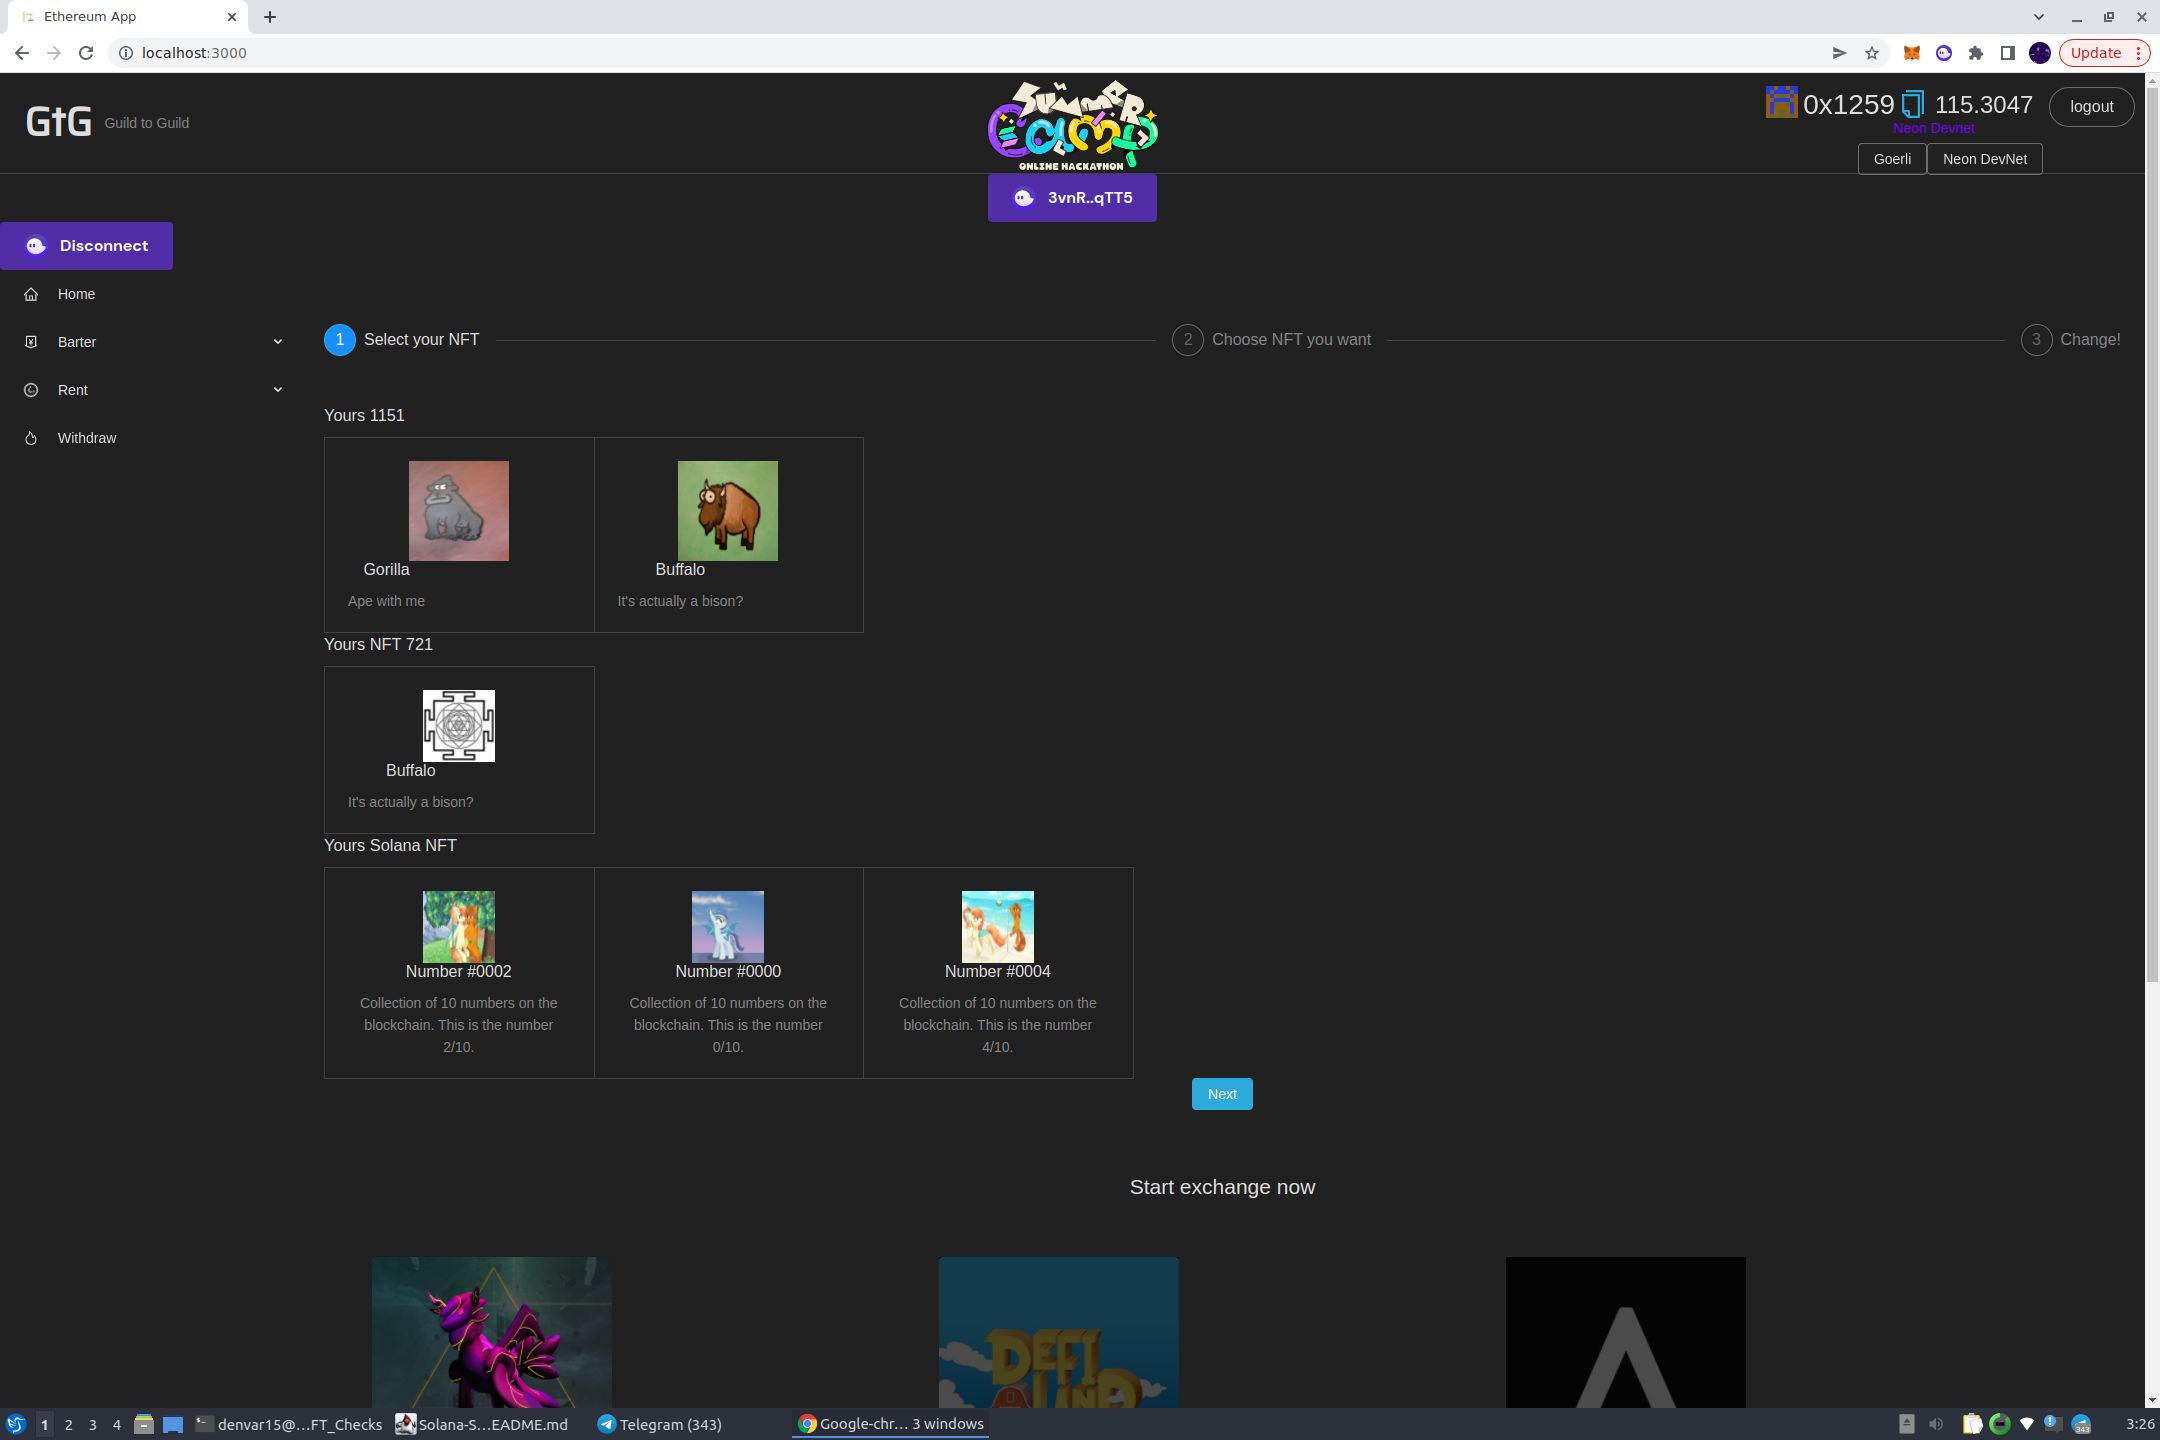 Ethereum App
localhost:3000
Update
GtG
Guild to Guild
SUMMER
CAMP
ONLINE HACKATHON
0x1259
115.3047
logout
Neon Devnet
Goerli
Neon DevNet
3vnR..qTT5
Disconnect
Home
Barter
Rent
Withdraw
1 Select your NFT
2 Choose NFT you want
3 Change!
Yours 1151
Gorilla
Ape with me
Buffalo
It's actually a bison?
Yours NFT 721
Buffalo
It's actually a bison?
Yours Solana NFT
Number #0002
Collection of 10 numbers on the
blockchain. This is the number
2/10.
Number #0000
Collection of 10 numbers on the
blockchain. This is the number
0/10.
Number #0004
Collection of 10 numbers on the
blockchain. This is the number
4/10.
Next
Start exchange now
DEFI
LAND
1 2 3 4
denvar15@...FT_Checks
Solana-S...EADME.md
Telegram (343)
Google-chr... 3 windows
343
3:26